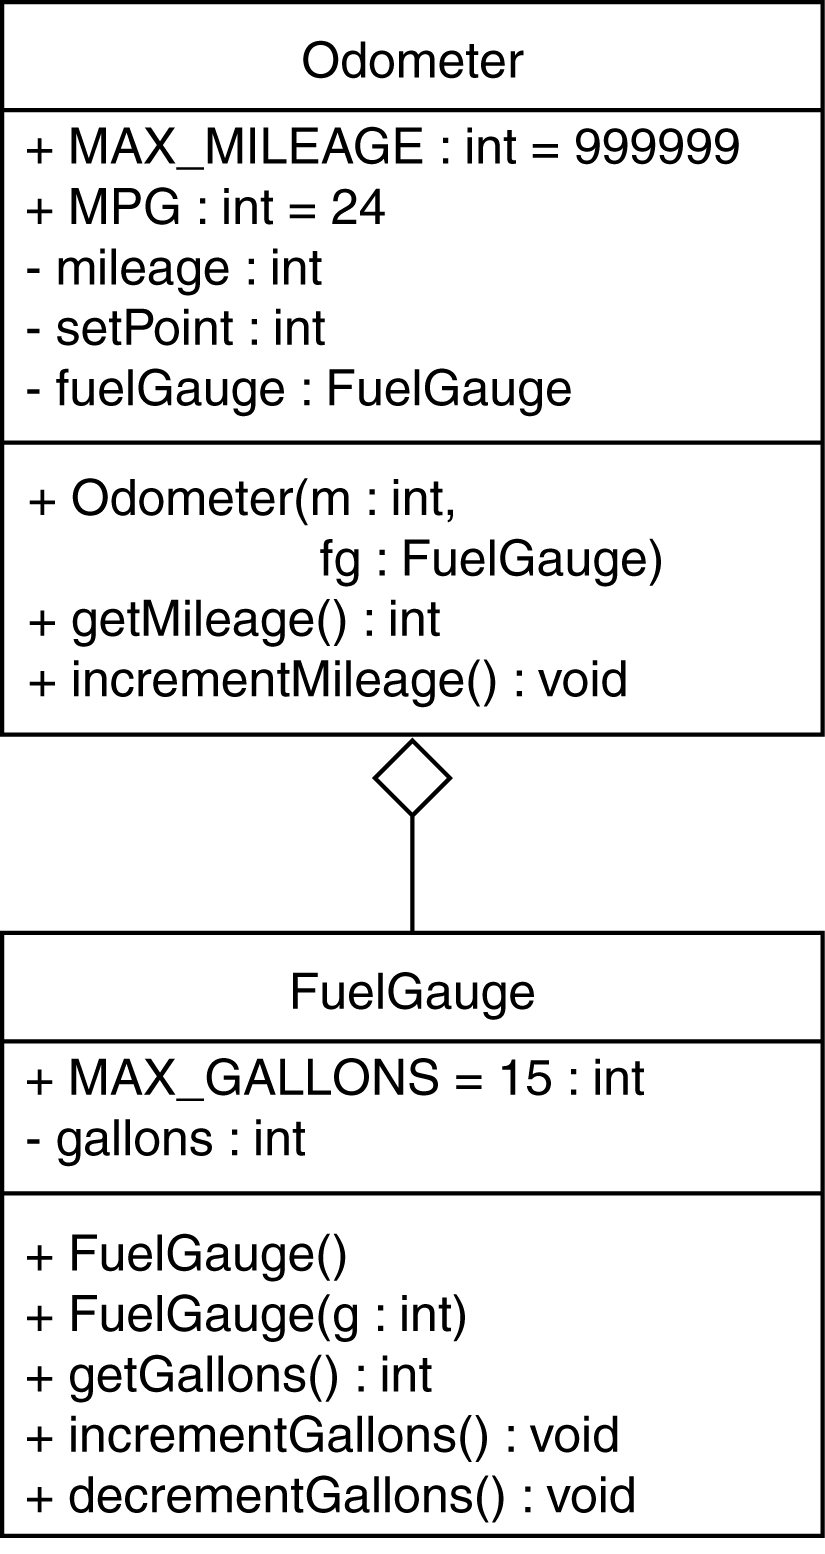 Odometer
+ MAX_MILEAGE : int = 999999
+ MPG : int = 24
- mileage : int
- setPoint : int
- fuelGauge : FuelGauge
+ Odometer(m : int,
fg : FuelGauge)
+ getMileage() : int
+ incrementMileage() : void
FuelGauge
+ MAX_GALLONS = 15 : int
- gallons : int
+ FuelGauge()
+ FuelGauge(g : int)
+ getGallons() : int
+ incrementGallons() : void
+ decrementGallons() : void